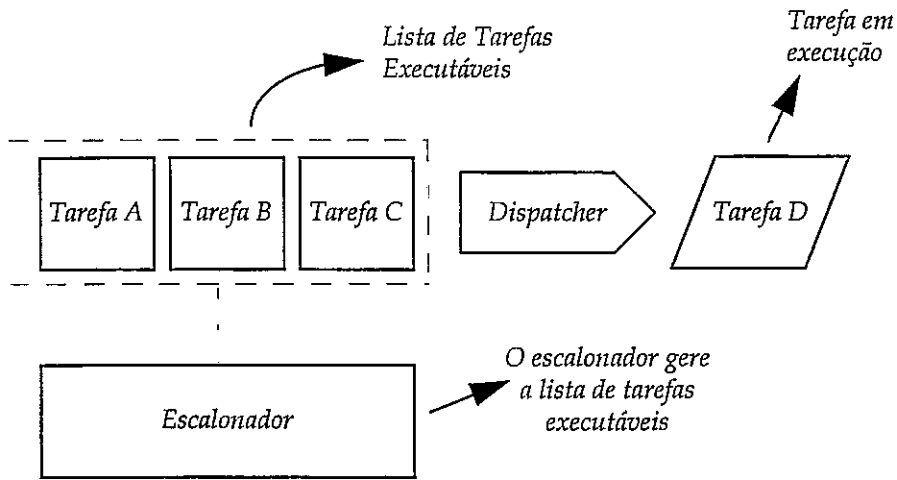 Lista de Tarefas
Executáveis
Tarefa em
execução
Tarefa A
Tarefa B
Tarefa C
Dispatcher
Tarefa D
Escalonador
O escalonador gere
a lista de tarefas
executáveis